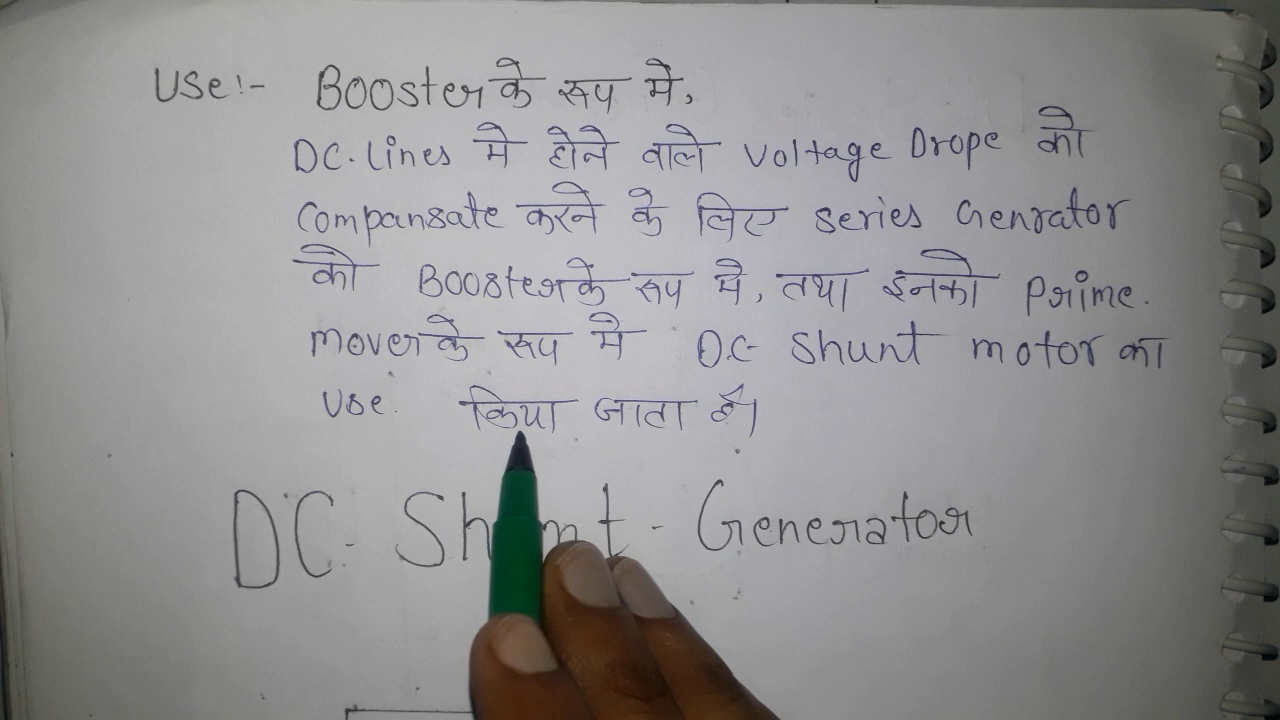 Use:- Booster के रूप मे,
DC. Lines मे होने वाले Voltage Drope को
Compansate करने के लिए series Genrator
को Booster के रूप मे, तथा इनको Prime.
mover के रूप मे D.C- Shunt motor का
Use. किया जाता है।
DC- Shunt - Generator